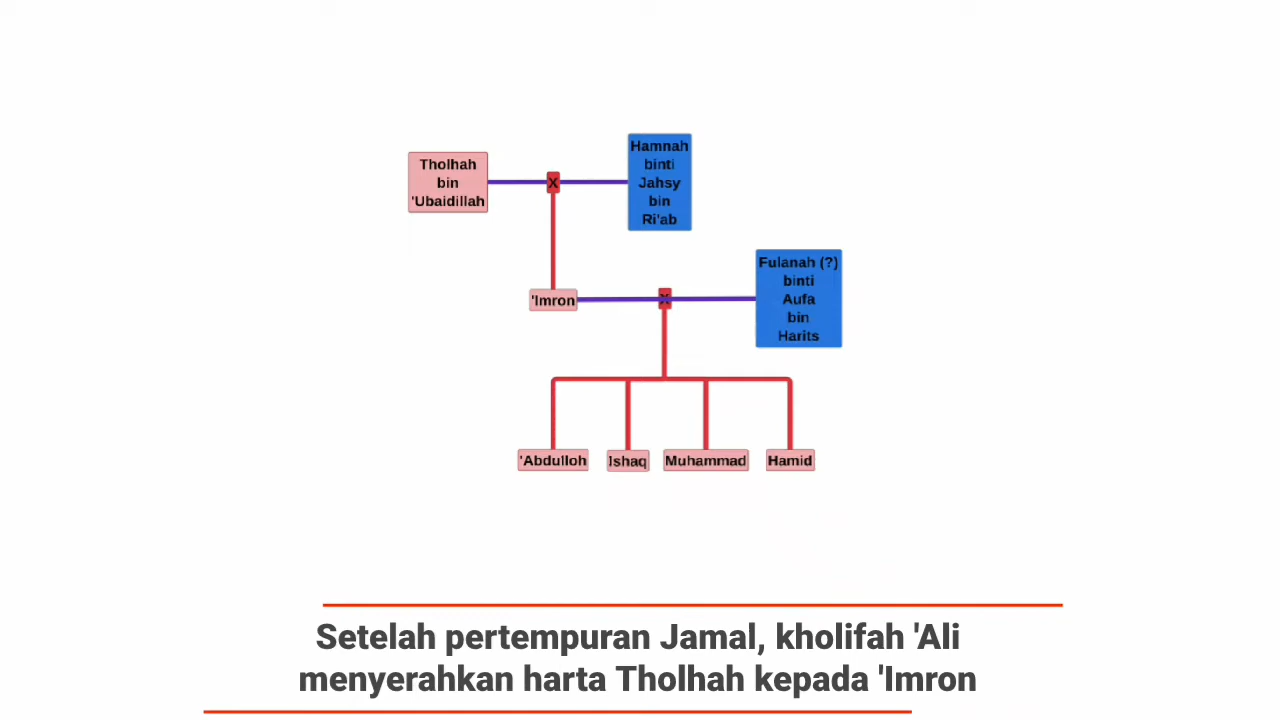 Tholhah
bin
'Ubaidillah
X
Hamnah
binti
Jahsy
bin
Ri'ab
'Imron
X
Fulanah (?)
binti
Aufa
bin
Harits
'Abdulloh
Ishaq
Muhammad
Hamid
Setelah pertempuran Jamal, kholifah 'Ali
menyerahkan harta Tholhah kepada 'Imron